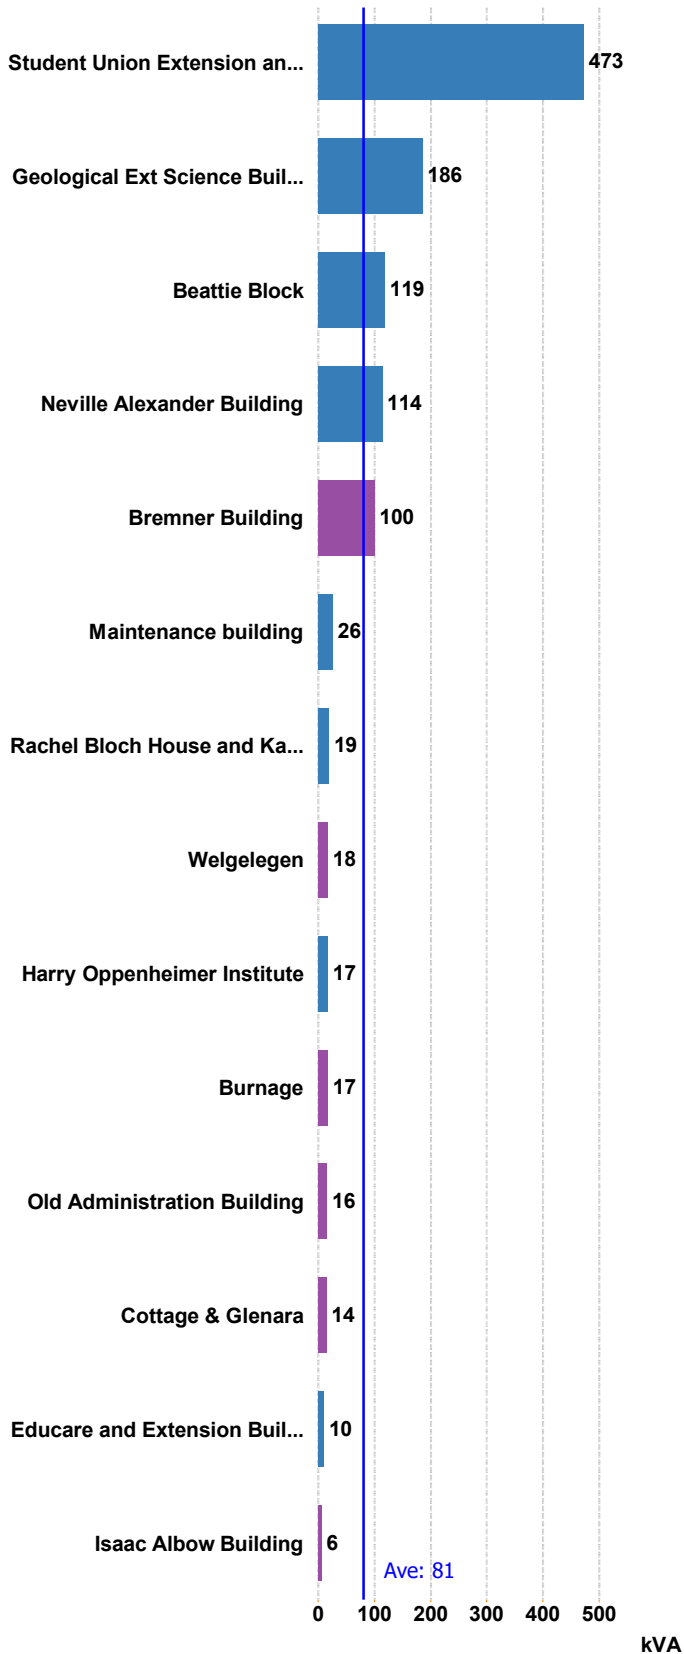 Student Union Extension an... 473
Geological Ext Science Buil... 186
Beattie Block 119
Neville Alexander Building 114
Bremner Building 100
Maintenance building 26
Rachel Bloch House and Ka... 19
Welgelegen 18
Harry Oppenheimer Institute 17
Burnage 17
Old Administration Building 16
Cottage & Glenara 14
Educare and Extension Buil... 10
Isaac Albow Building 6
Ave: 81
0 100 200 300 400 500
kVA